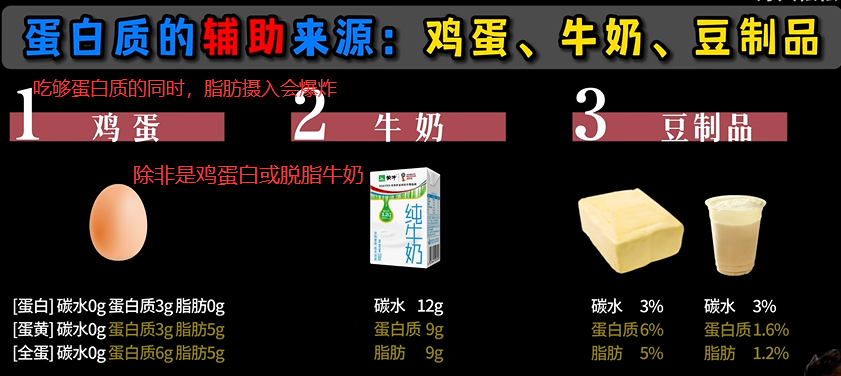 蛋白质的辅助来源：鸡蛋、牛奶、豆制品
吃够蛋白质的同时，脂肪摄入会爆炸
1 鸡蛋
2 牛奶
3 豆制品
除非是鸡蛋白或脱脂牛奶
蒙牛
3.2g
纯牛奶
[蛋白] 碳水0g 蛋白质3g 脂肪0g
[蛋黄] 碳水0g 蛋白质3g 脂肪5g
[全蛋] 碳水0g 蛋白质6g 脂肪5g
碳水 12g
蛋白质 9g
脂肪 9g
碳水 3%
蛋白质 6%
脂肪 5%
碳水 3%
蛋白质 1.6%
脂肪 1.2%